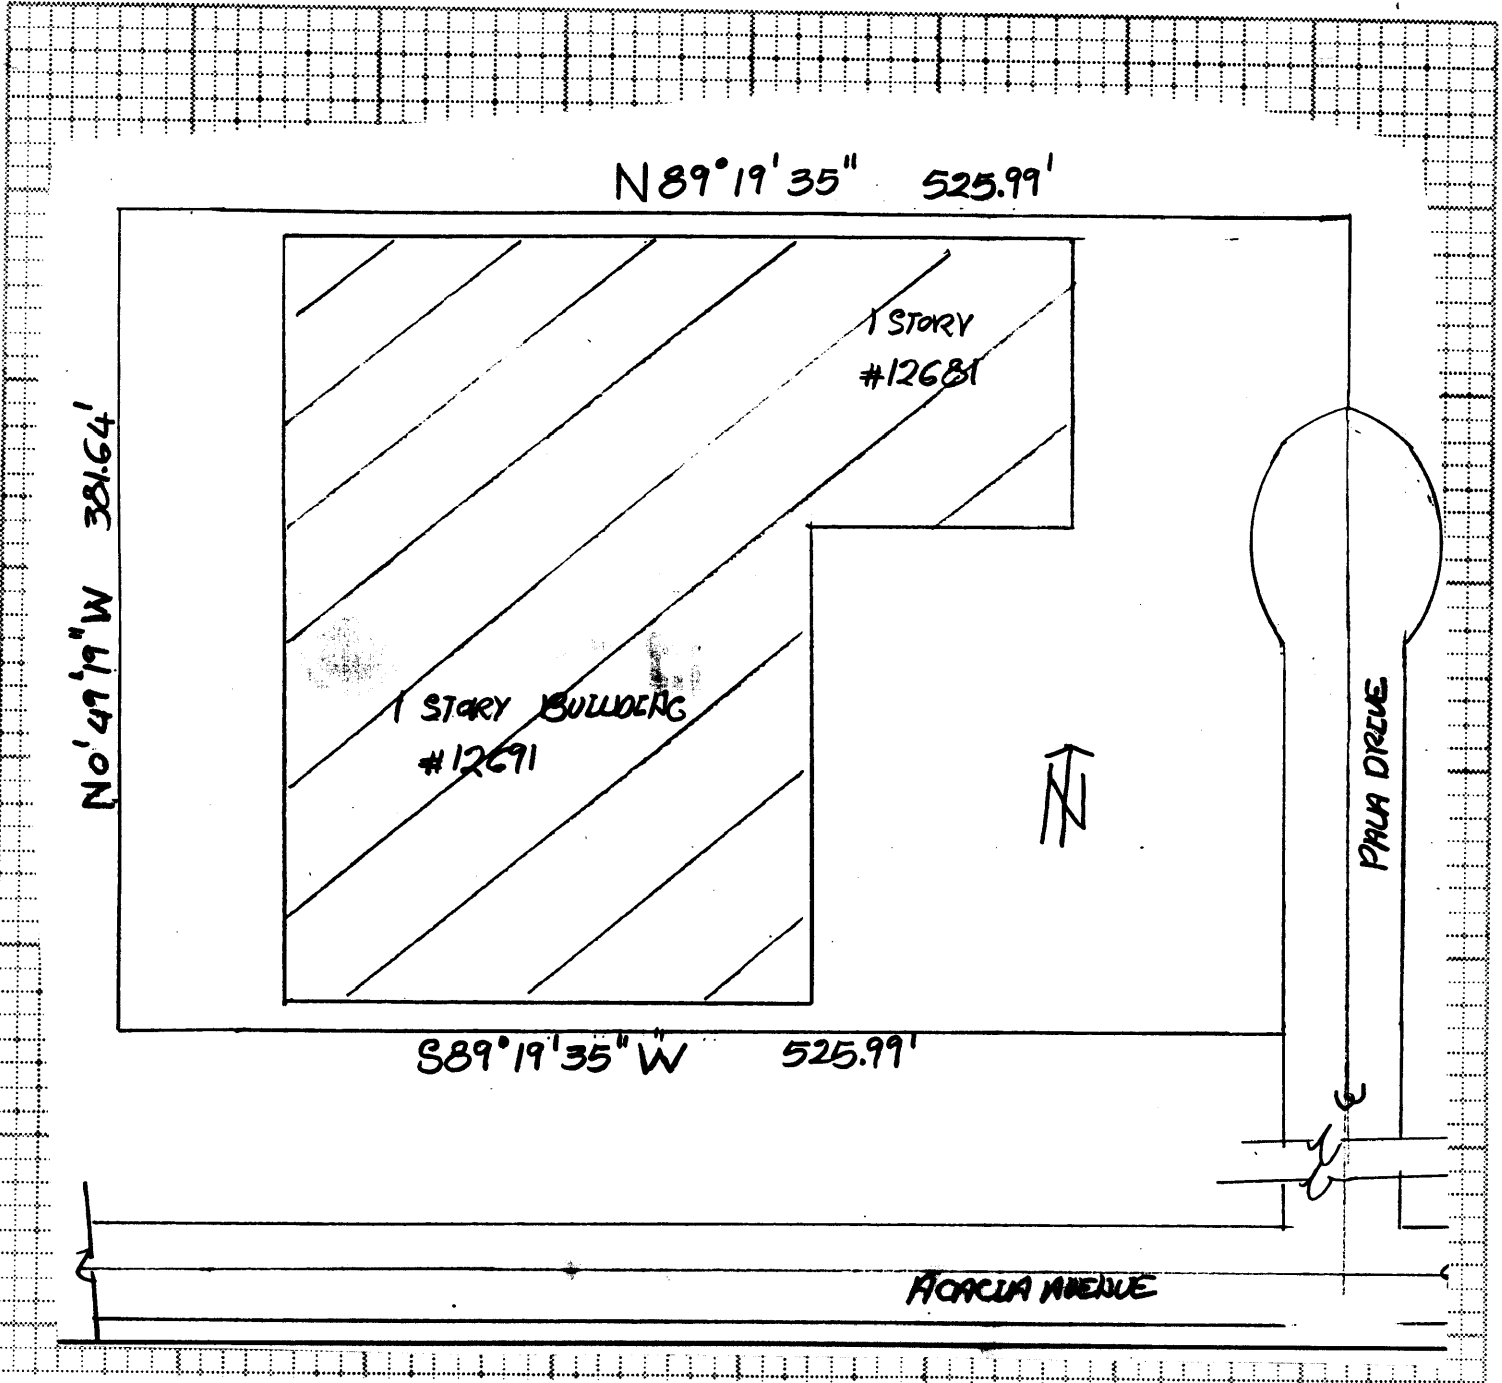 N 89° 19' 35" 525.99'
1 STORY
#12681
N0' 49' 19" W 381.64'
1 STORY BUILDING
#12691
N
PALA DRIVE
S89° 19' 35" W 525.99'
ACACIA AVENUE